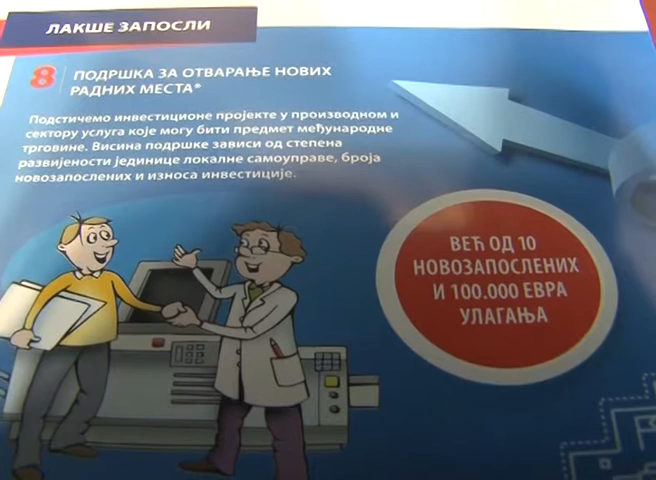 ЛАКШЕ ЗАПОСЛИ
8 ПОДРШКА ЗА ОТВАРАЊЕ НОВИХ
РАДНИХ МЕСТА*
Подстичемо инвестиционе пројекте у производном и
сектору услуга које могу бити предмет међународне
трговине. Висина подршке зависи од степена
развијености јединице локалне самоуправе, броја
новозапослених и износа инвестиције.
ВЕЋ ОД 10
НОВОЗАПОСЛЕНИХ
И 100.000 ЕВРА
УЛАГАЊА